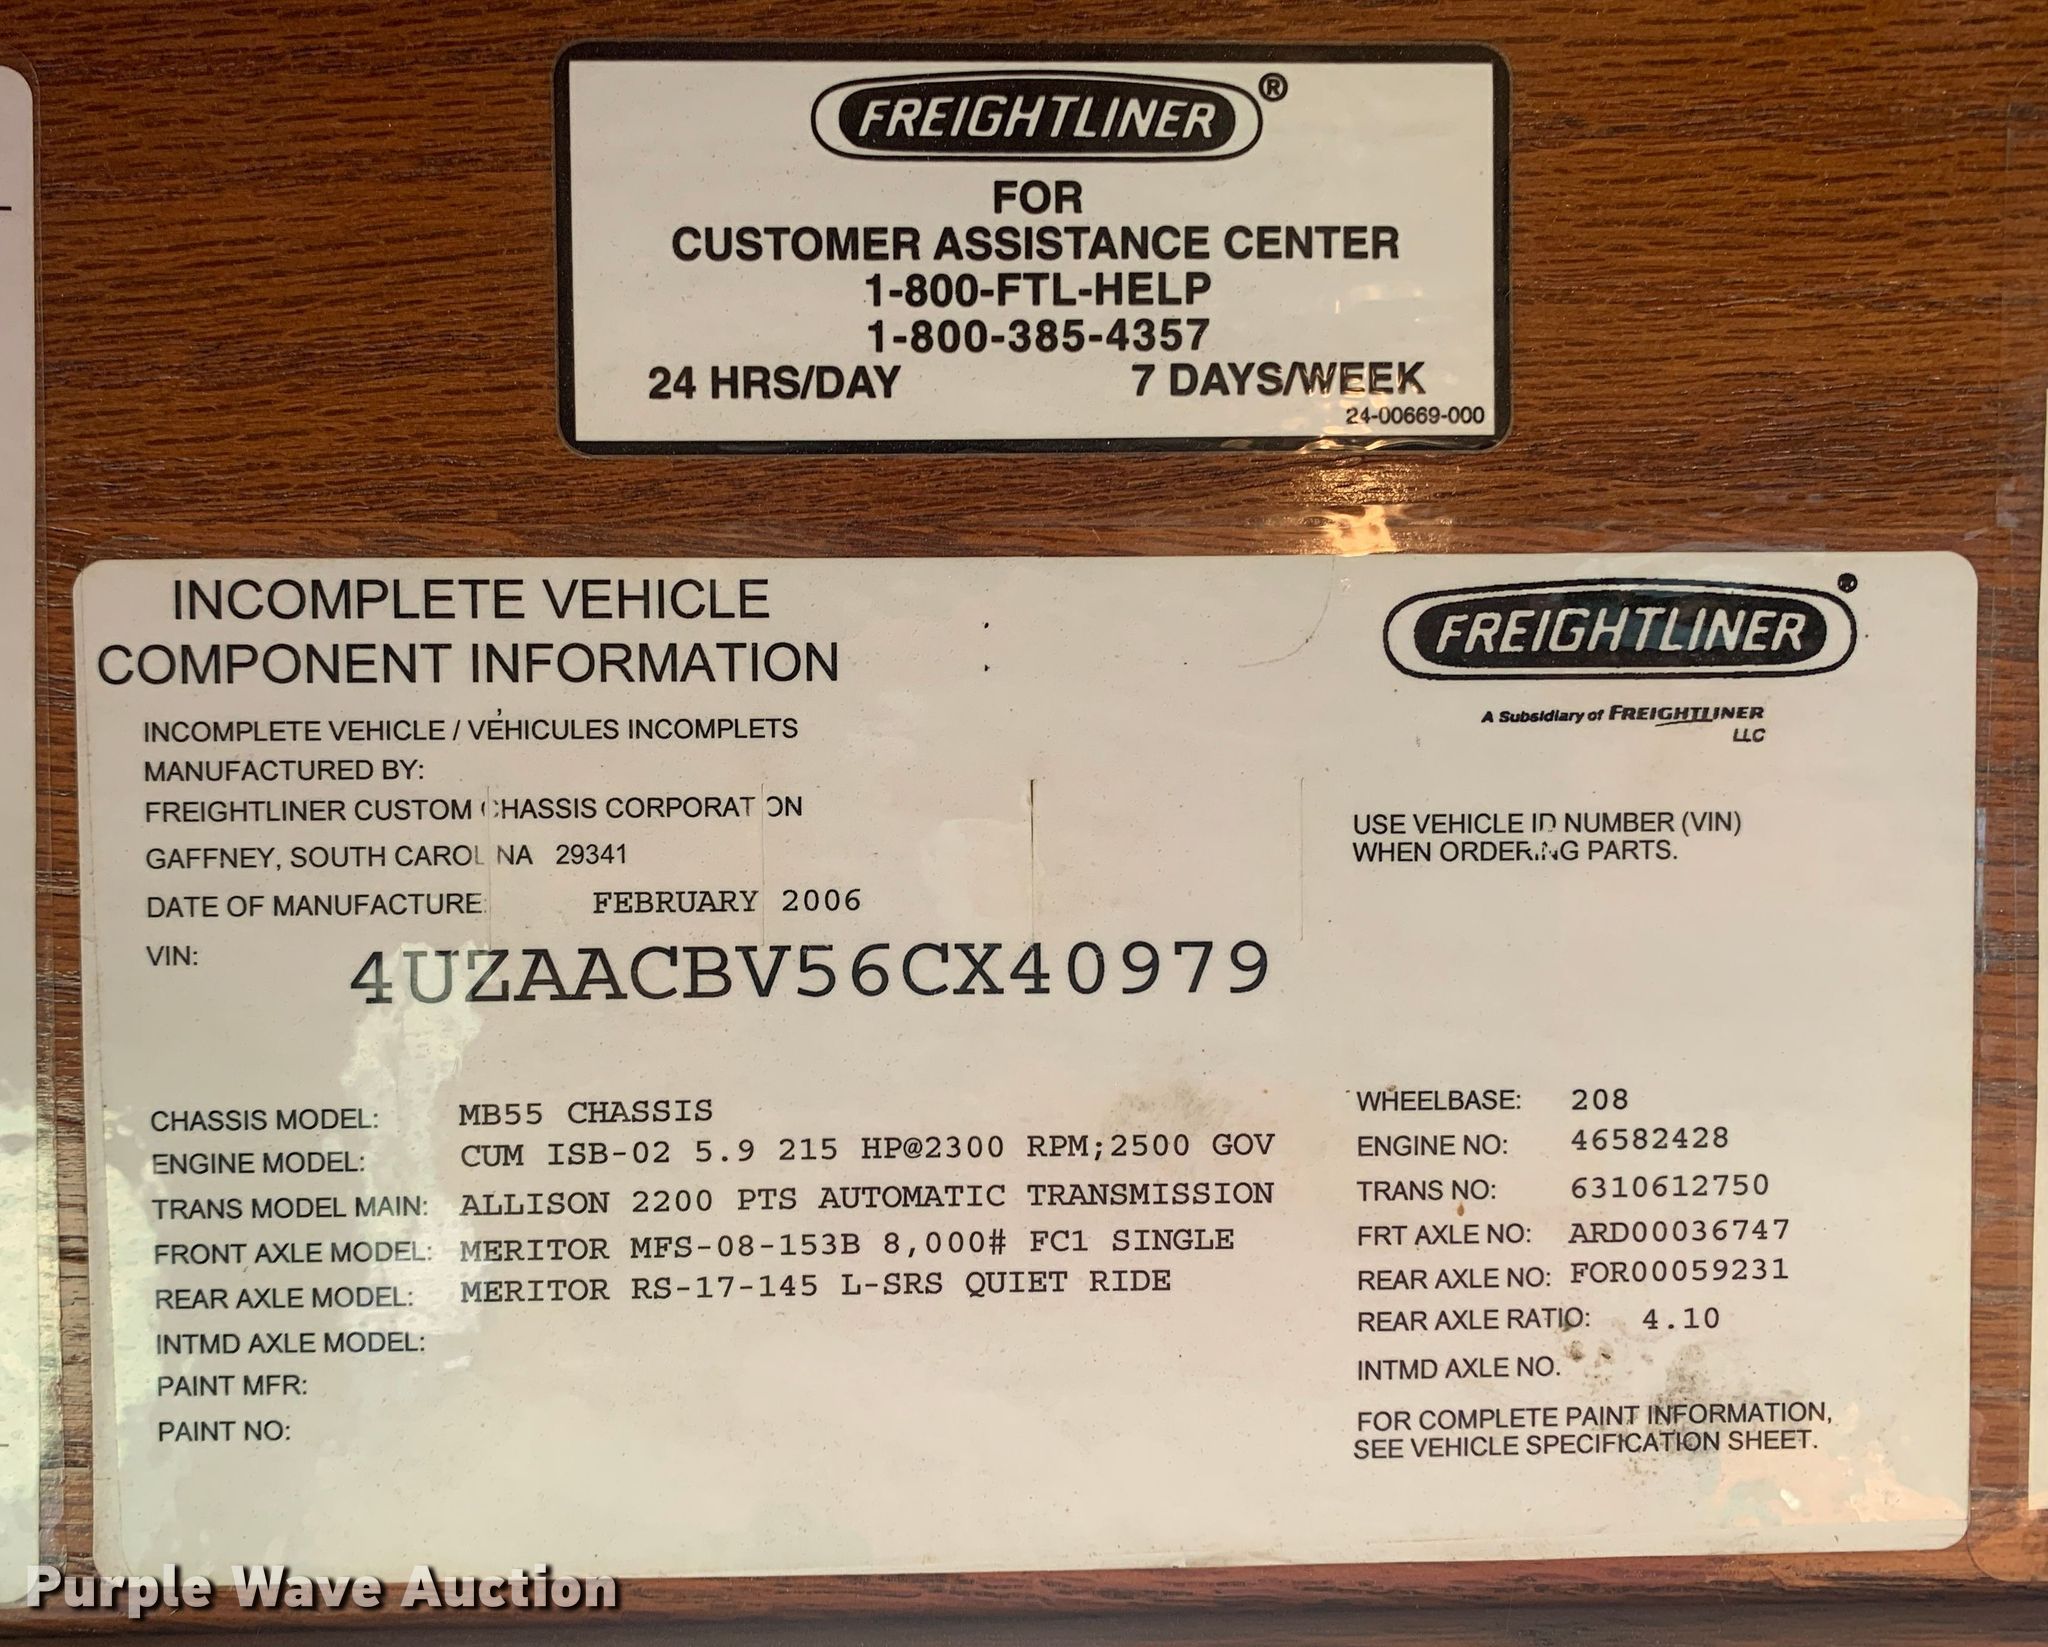 FREIGHTLINER®
FOR
CUSTOMER ASSISTANCE CENTER
1-800-FTL-HELP
1-800-385-4357
24 HRS/DAY 7 DAYS/WEEK
24-00669-000
INCOMPLETE VEHICLE
COMPONENT INFORMATION
FREIGHTLINER®
A Subsidiary of FREIGHTLINER
LLC
INCOMPLETE VEHICLE / VÉHICULES INCOMPLETS
MANUFACTURED BY:
FREIGHTLINER CUSTOM CHASSIS CORPORATION
GAFFNEY, SOUTH CAROLINA 29341
USE VEHICLE ID NUMBER (VIN)
WHEN ORDERING PARTS.
DATE OF MANUFACTURE: FEBRUARY 2006
VIN: 4UZAACBV56CX40979
CHASSIS MODEL: MB55 CHASSIS
ENGINE MODEL: CUM ISB-02 5.9 215 HP@2300 RPM;2500 GOV
TRANS MODEL MAIN: ALLISON 2200 PTS AUTOMATIC TRANSMISSION
FRONT AXLE MODEL: MERITOR MFS-08-153B 8,000# FC1 SINGLE
REAR AXLE MODEL: MERITOR RS-17-145 L-SRS QUIET RIDE
INTMD AXLE MODEL:
PAINT MFR:
PAINT NO:
WHEELBASE: 208
ENGINE NO: 46582428
TRANS NO: 6310612750
FRT AXLE NO: ARD00036747
REAR AXLE NO: FOR00059231
REAR AXLE RATIO: 4.10
INTMD AXLE NO.
FOR COMPLETE PAINT INFORMATION,
SEE VEHICLE SPECIFICATION SHEET.
Purple Wave Auction